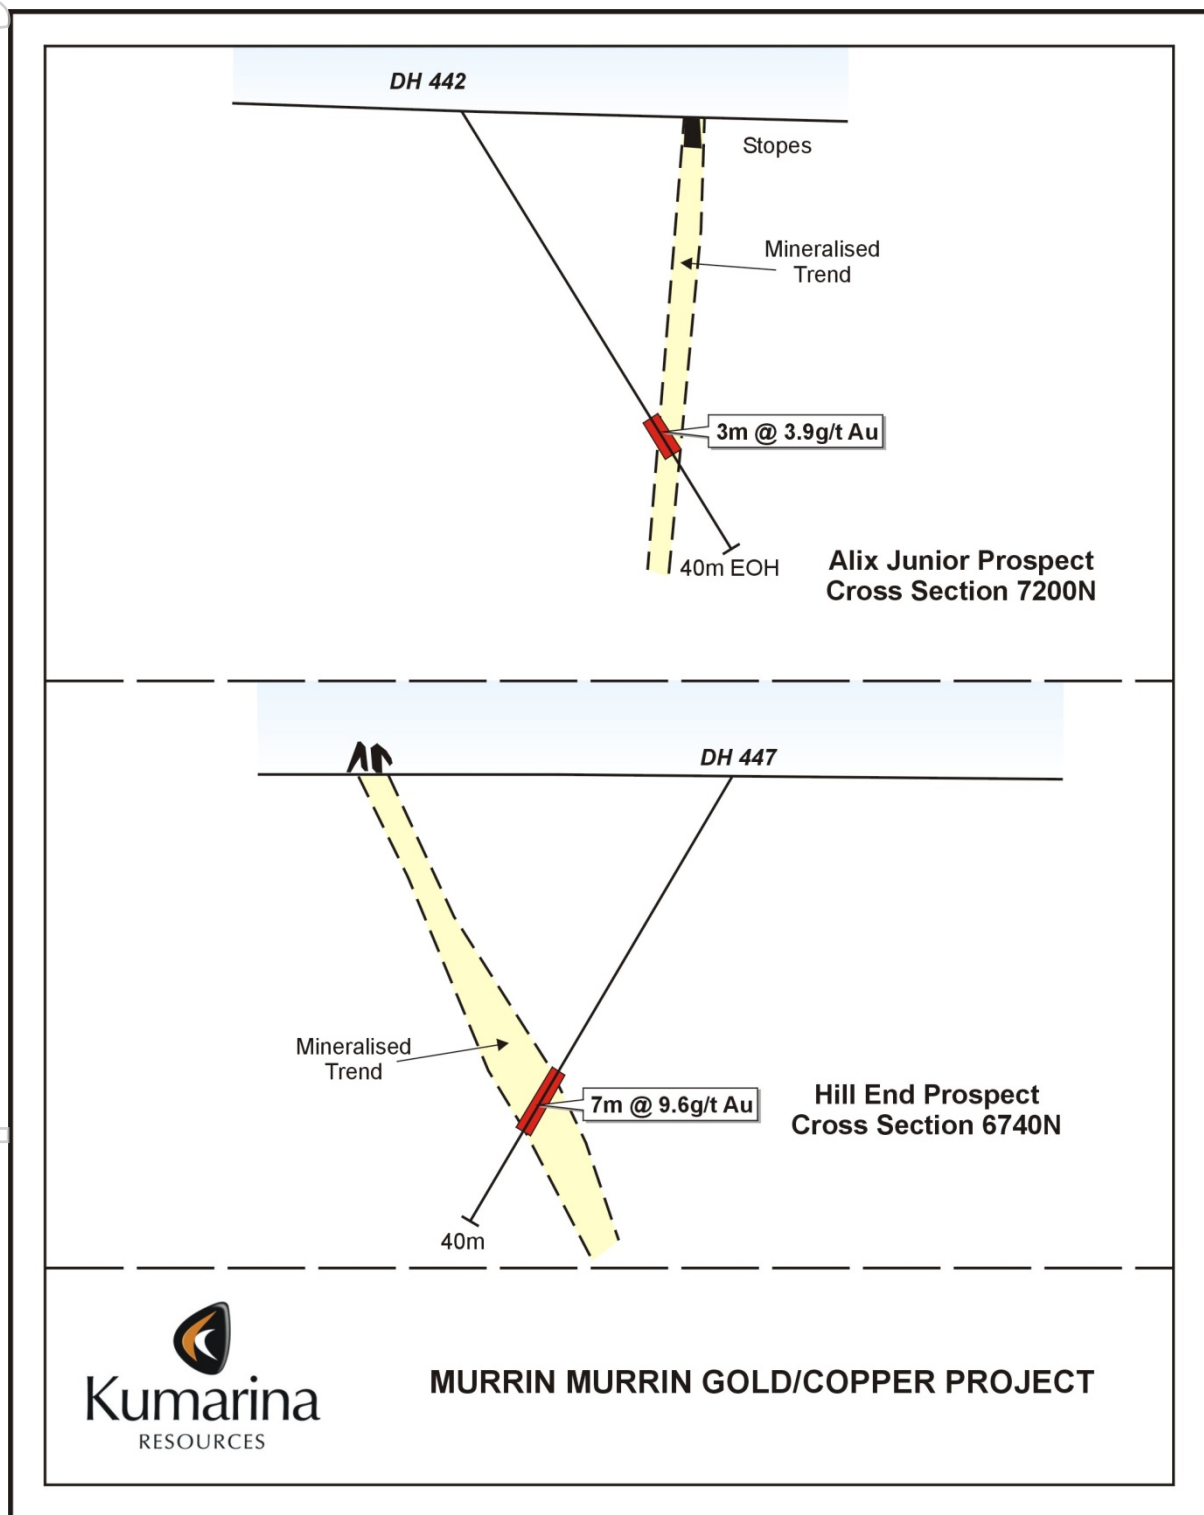 DH 442
Stopes
Mineralised
Trend
3m @ 3.9g/t Au
40m EOH
Alix Junior Prospect
Cross Section 7200N
DH 447
Mineralised
Trend
7m @ 9.6g/t Au
Hill End Prospect
Cross Section 6740N
40m
Kumarina
RESOURCES
MURRIN MURRIN GOLD/COPPER PROJECT